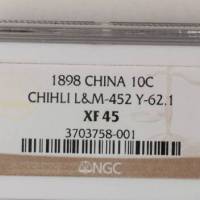 1898 CHINA 10C
CHIHLI L&M-452 Y-62.1
XF 45
3703758-001
NGC